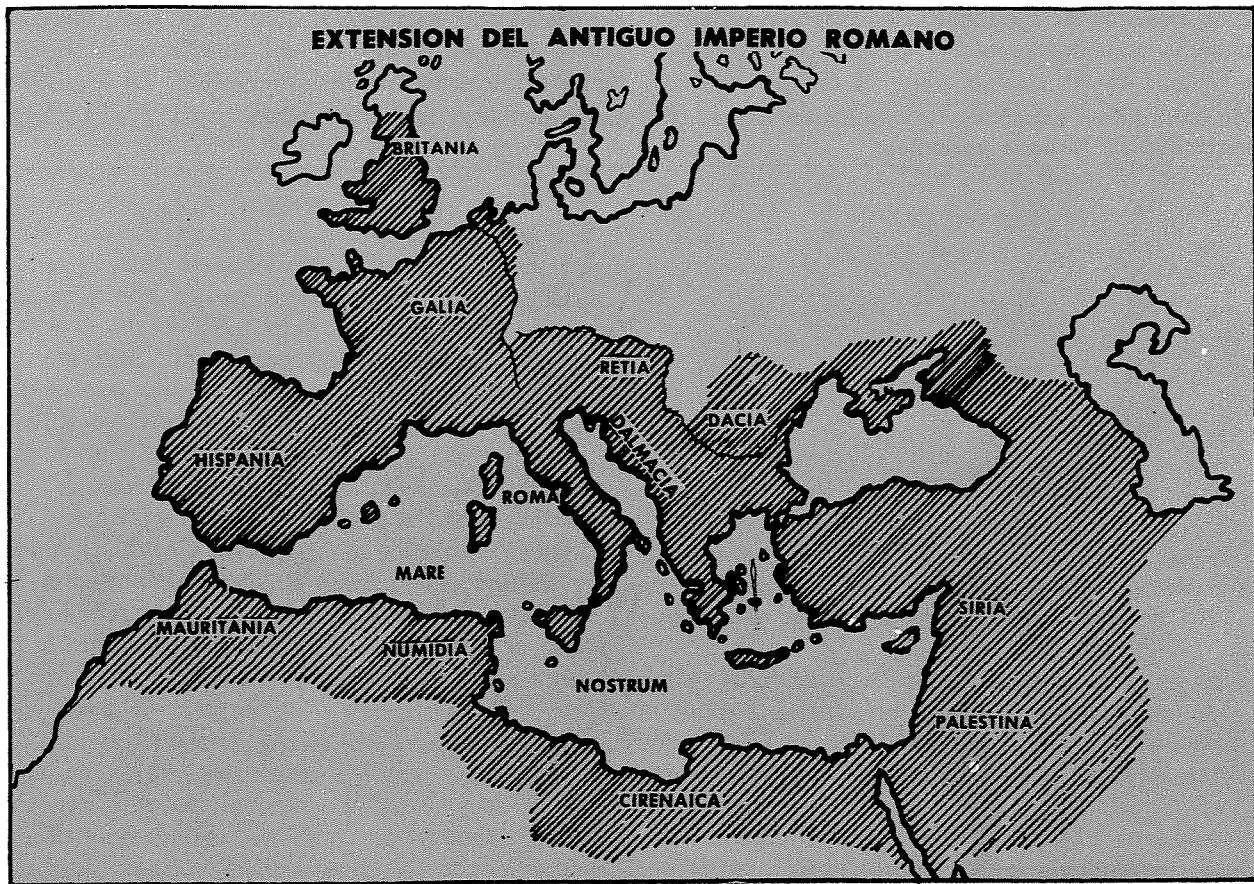 EXTENSION DEL ANTIGUO IMPERIO ROMANO
BRITANIA
GALIA
RETIA
DACIA
DALMACIA
HISPANIA
ROMA
MARE
SIRIA
MAURITANIA
NUMIDIA
NOSTRUM
PALESTINA
CIRENAICA